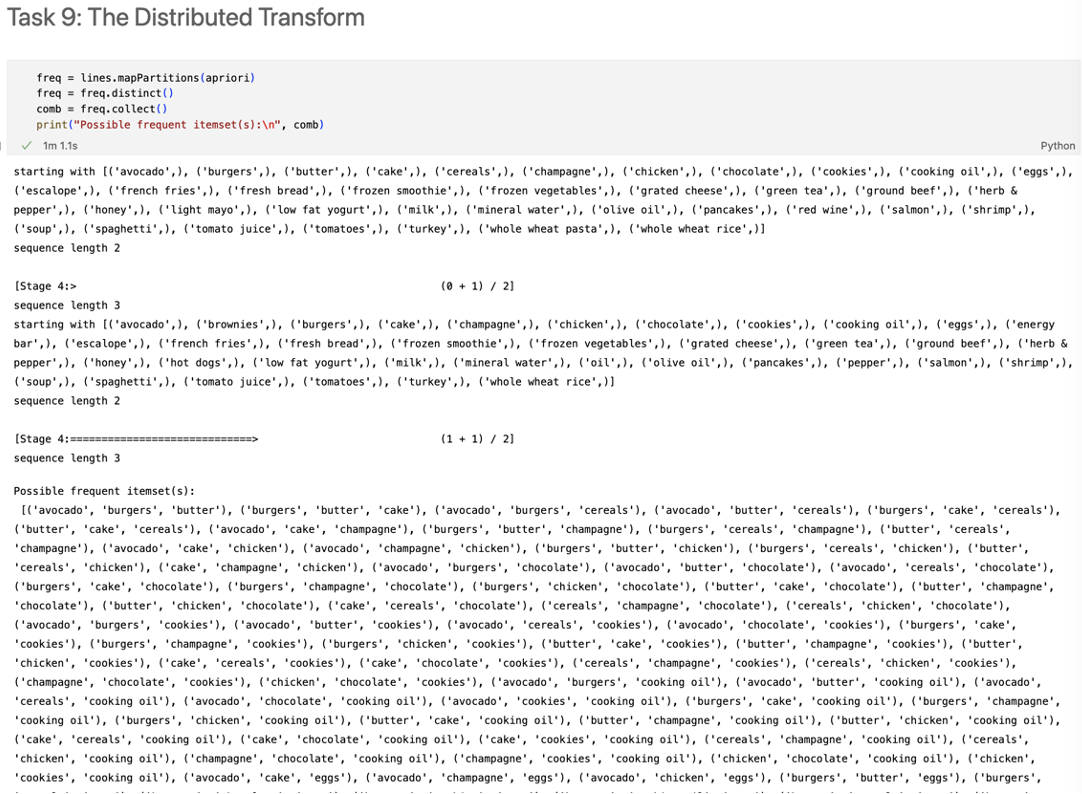 Task 9: The Distributed Transform
freq = lines.mapPartitions(apriori)
freq = freq.distinct()
comb = freq.collect()
print("Possible frequent itemset(s):\n", comb)
✓ 1m 1.1s
Python
starting with [('avocado',), ('burgers',), ('butter',), ('cake',), ('cereals',), ('champagne',), ('chicken',), ('chocolate',), ('cookies',), ('cooking oil',), ('eggs',),
('escalope',), ('french fries',), ('fresh bread',), ('frozen smoothie',), ('frozen vegetables',), ('grated cheese',), ('green tea',), ('ground beef',), ('herb &
pepper',), ('honey',), ('light mayo',), ('low fat yogurt',), ('milk',), ('mineral water',), ('olive oil',), ('pancakes',), ('red wine',), ('salmon',), ('shrimp',),
('soup',), ('spaghetti',), ('tomato juice',), ('tomatoes',), ('turkey',), ('whole wheat pasta',), ('whole wheat rice',)]
sequence length 2
[Stage 4:> (0 + 1) / 2]
sequence length 3
starting with [('avocado',), ('brownies',), ('burgers',), ('cake',), ('champagne',), ('chicken',), ('chocolate',), ('cookies',), ('cooking oil',), ('eggs',), ('energy
bar',), ('escalope',), ('french fries',), ('fresh bread',), ('frozen smoothie',), ('frozen vegetables',), ('grated cheese',), ('green tea',), ('ground beef',), ('herb &
pepper',), ('honey',), ('hot dogs',), ('low fat yogurt',), ('milk',), ('mineral water',), ('oil',), ('olive oil',), ('pancakes',), ('pepper',), ('salmon',), ('shrimp',),
('soup',), ('spaghetti',), ('tomato juice',), ('tomatoes',), ('turkey',), ('whole wheat rice',)]
sequence length 2
[Stage 4:=============================> (1 + 1) / 2]
sequence length 3
Possible frequent itemset(s):
[('avocado', 'burgers', 'butter'), ('burgers', 'butter', 'cake'), ('avocado', 'burgers', 'cereals'), ('avocado', 'butter', 'cereals'), ('burgers', 'cake', 'cereals'),
('butter', 'cake', 'cereals'), ('avocado', 'cake', 'champagne'), ('burgers', 'butter', 'champagne'), ('burgers', 'cereals', 'champagne'), ('butter', 'cereals',
'champagne'), ('avocado', 'cake', 'chicken'), ('avocado', 'champagne', 'chicken'), ('burgers', 'butter', 'chicken'), ('burgers', 'cereals', 'chicken'), ('butter',
'cereals', 'chicken'), ('cake', 'champagne', 'chicken'), ('avocado', 'burgers', 'chocolate'), ('avocado', 'butter', 'chocolate'), ('avocado', 'cereals', 'chocolate'),
('burgers', 'cake', 'chocolate'), ('burgers', 'champagne', 'chocolate'), ('burgers', 'chicken', 'chocolate'), ('butter', 'cake', 'chocolate'), ('butter', 'champagne',
'chocolate'), ('butter', 'chicken', 'chocolate'), ('cake', 'cereals', 'chocolate'), ('cereals', 'champagne', 'chocolate'), ('cereals', 'chicken', 'chocolate'),
('avocado', 'burgers', 'cookies'), ('avocado', 'butter', 'cookies'), ('avocado', 'cereals', 'cookies'), ('avocado', 'chocolate', 'cookies'), ('burgers', 'cake',
'cookies'), ('burgers', 'champagne', 'cookies'), ('burgers', 'chicken', 'cookies'), ('butter', 'cake', 'cookies'), ('butter', 'champagne', 'cookies'), ('butter',
'chicken', 'cookies'), ('cake', 'cereals', 'cookies'), ('cake', 'chocolate', 'cookies'), ('cereals', 'champagne', 'cookies'), ('cereals', 'chicken', 'cookies'),
('champagne', 'chocolate', 'cookies'), ('chicken', 'chocolate', 'cookies'), ('avocado', 'burgers', 'cooking oil'), ('avocado', 'butter', 'cooking oil'), ('avocado',
'cereals', 'cooking oil'), ('avocado', 'chocolate', 'cooking oil'), ('avocado', 'cookies', 'cooking oil'), ('burgers', 'cake', 'cooking oil'), ('burgers', 'champagne',
'cooking oil'), ('burgers', 'chicken', 'cooking oil'), ('butter', 'cake', 'cooking oil'), ('butter', 'champagne', 'cooking oil'), ('butter', 'chicken', 'cooking oil'),
('cake', 'cereals', 'cooking oil'), ('cake', 'chocolate', 'cooking oil'), ('cake', 'cookies', 'cooking oil'), ('cereals', 'champagne', 'cooking oil'), ('cereals',
'chicken', 'cooking oil'), ('champagne', 'chocolate', 'cooking oil'), ('champagne', 'cookies', 'cooking oil'), ('chicken', 'chocolate', 'cooking oil'), ('chicken',
'cookies', 'cooking oil'), ('avocado', 'cake', 'eggs'), ('avocado', 'champagne', 'eggs'), ('avocado', 'chicken', 'eggs'), ('burgers', 'butter', 'eggs'), ('burgers',